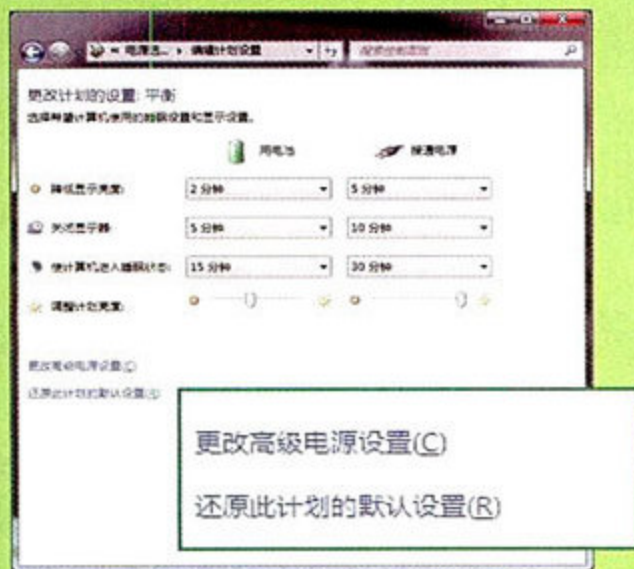 电源选... ▸ 编辑计划设置
更改计划的设置: 平衡
选择希望计算机使用的睡眠设置和显示设置。
用电池 接通电源
降低显示亮度: 2 分钟 5 分钟
关闭显示器: 5 分钟 10 分钟
使计算机进入睡眠状态: 15 分钟 30 分钟
调整计划亮度:
更改高级电源设置(C)
还原此计划的默认设置(R)
更改高级电源设置(C)
还原此计划的默认设置(R)